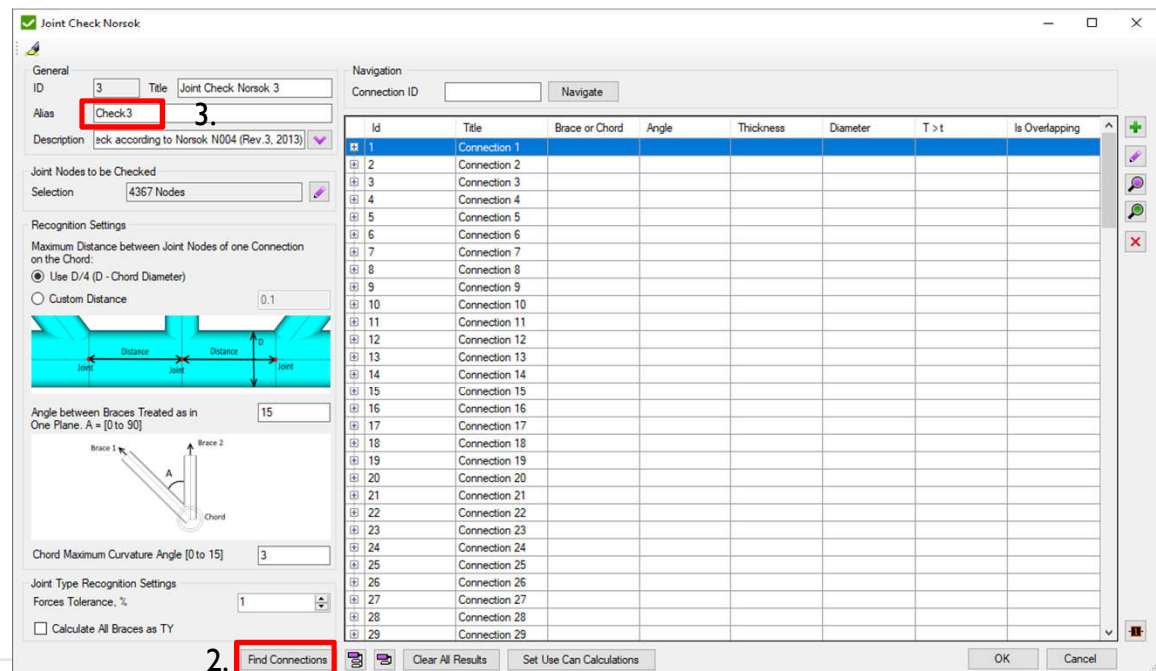 Joint Check Norsok
General
ID 3 Title Joint Check Norsok 3
Alias Check3 3.
Description eck according to Norsok N004 (Rev.3, 2013)
Joint Nodes to be Checked
Selection 4367 Nodes
Recognition Settings
Maximum Distance between Joint Nodes of one Connection
on the Chord:
Use D/4 (D - Chord Diameter)
Custom Distance 0.1
D
Distance Distance
Joint Joint Joint
Angle between Braces Treated as in
One Plane. A = [0 to 90]
15
Brace 1 Brace 2
A
Chord
Chord Maximum Curvature Angle [0 to 15] 3
Joint Type Recognition Settings
Forces Tolerance, % 1
Calculate All Braces as TY
2. Find Connections
Navigation
Connection ID Navigate
Id Title Brace or Chord Angle Thickness Diameter T > t Is Overlapping
1 Connection 1
2 Connection 2
3 Connection 3
4 Connection 4
5 Connection 5
6 Connection 6
7 Connection 7
8 Connection 8
9 Connection 9
10 Connection 10
11 Connection 11
12 Connection 12
13 Connection 13
14 Connection 14
15 Connection 15
16 Connection 16
17 Connection 17
18 Connection 18
19 Connection 19
20 Connection 20
21 Connection 21
22 Connection 22
23 Connection 23
24 Connection 24
25 Connection 25
26 Connection 26
27 Connection 27
28 Connection 28
29 Connection 29
Clear All Results Set Use Can Calculations OK Cancel